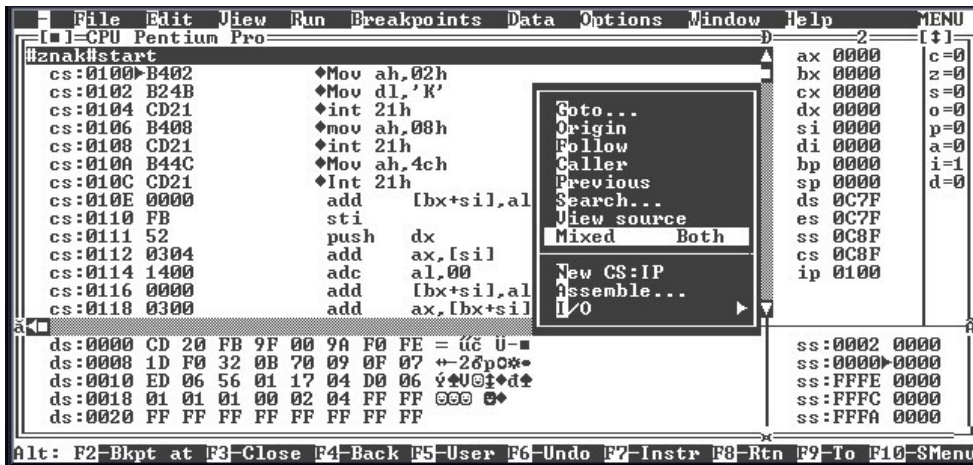 File Edit View Run Breakpoints Data Options Window Help MENU
[■]=CPU Pentium Pro 2 [↕]
#znak#start
cs:0100►B402 ♦Mov ah,02h
cs:0102 B24B ♦Mov dl,'K'
cs:0104 CD21 ♦int 21h
cs:0106 B408 ♦mov ah,08h
cs:0108 CD21 ♦int 21h
cs:010A B44C ♦Mov ah,4ch
cs:010C CD21 ♦Int 21h
cs:010E 0000 add [bx+si],al
cs:0110 FB sti
cs:0111 52 push dx
cs:0112 0304 add ax,[si]
cs:0114 1400 adc al,00
cs:0116 0000 add [bx+si],al
cs:0118 0300 add ax,[bx+si]
Goto...
Origin
Follow
Caller
Previous
Search...
View source
Mixed Both
New CS:IP
Assemble...
I/O ►
ax 0000 c=0
bx 0000 z=0
cx 0000 s=0
dx 0000 o=0
si 0000 p=0
di 0000 a=0
bp 0000 i=1
sp 0000 d=0
ds 0C7F
es 0C7F
ss 0C8F
cs 0C8F
ip 0100
ds:0000 CD 20 FB 9F 00 9A F0 FE
ds:0008 1D F0 32 0B 70 09 0F 07
ds:0010 ED 06 56 01 17 04 D0 06
ds:0018 01 01 01 00 02 04 FF FF
ds:0020 FF FF FF FF FF FF FF FF
ss:0002 0000
ss:0000►0000
ss:FFFE 0000
ss:FFFC 0000
ss:FFFA 0000
Alt: F2-Bkpt at F3-Close F4-Back F5-User F6-Undo F7-Instr F8-Rtn F9-To F10-SMenu